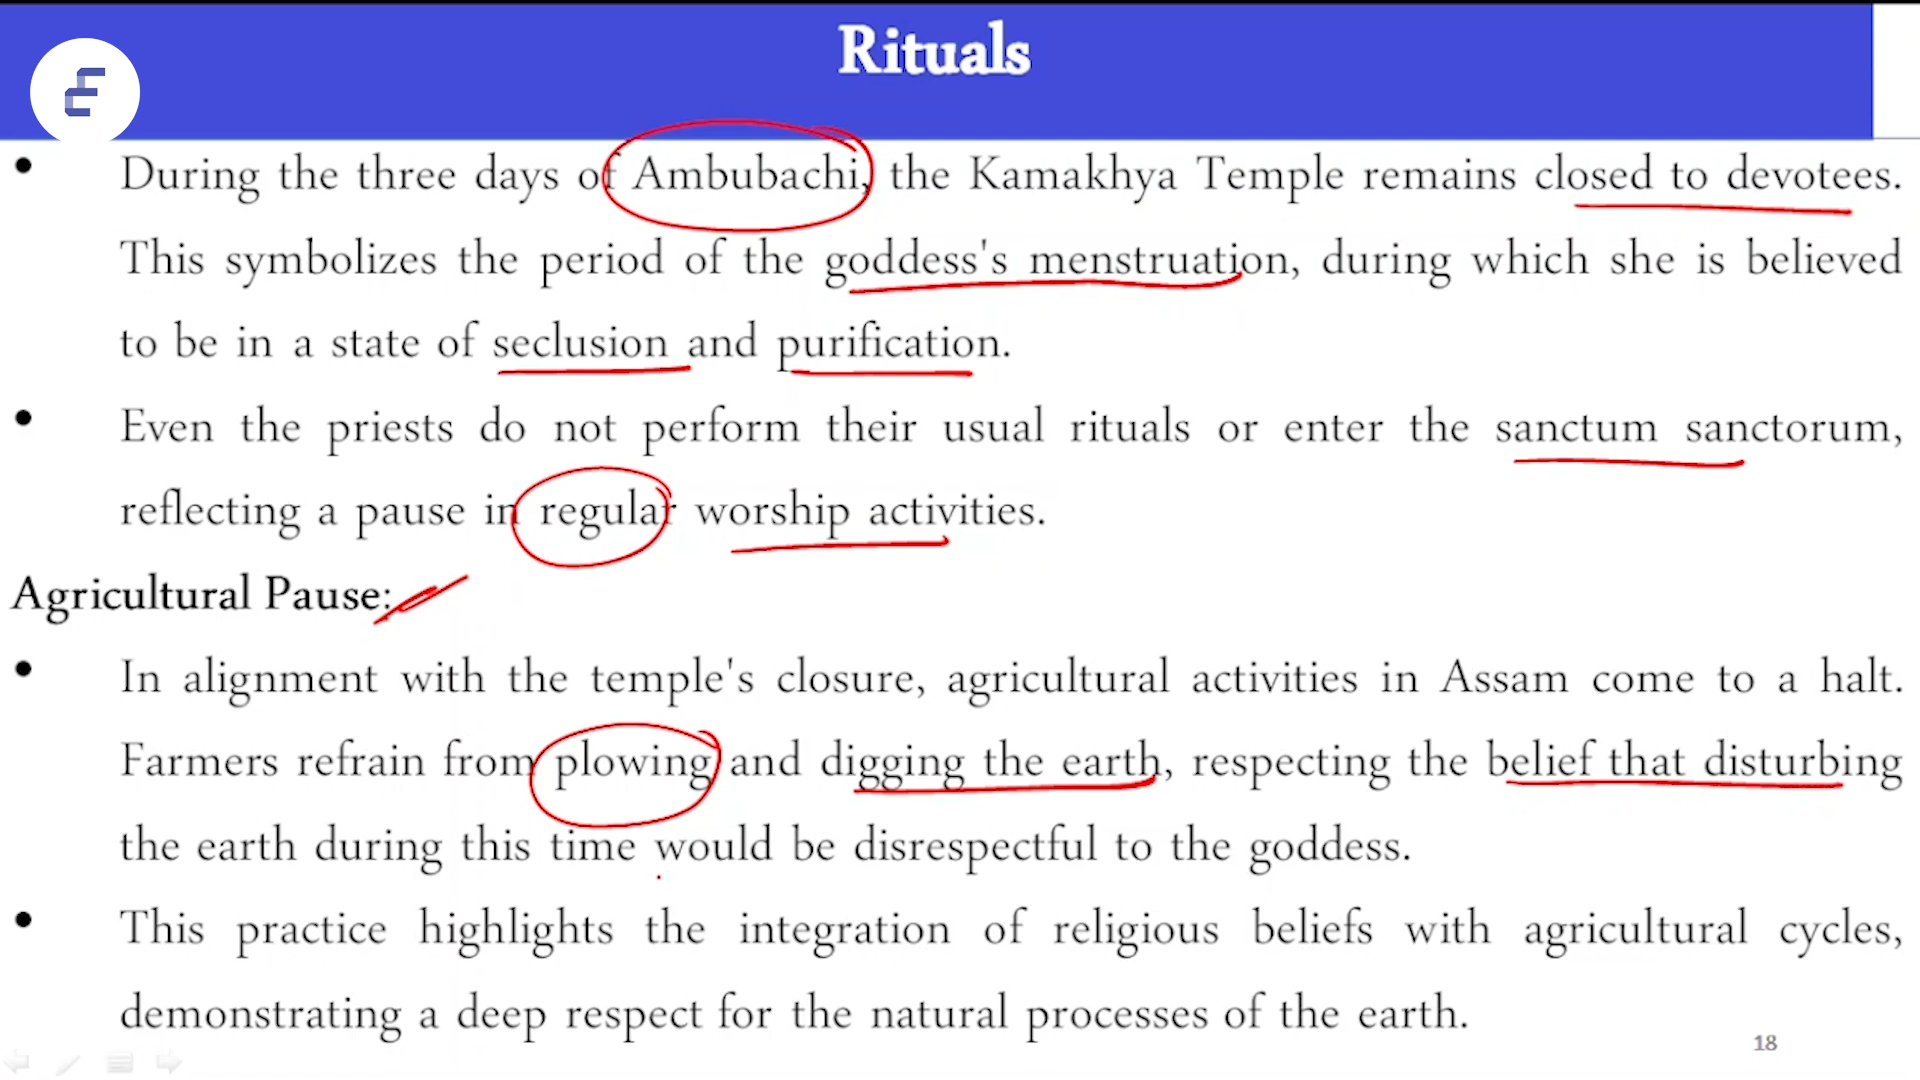 Rituals
• During the three days of Ambubachi, the Kamakhya Temple remains closed to devotees.
This symbolizes the period of the goddess's menstruation, during which she is believed
to be in a state of seclusion and purification.
• Even the priests do not perform their usual rituals or enter the sanctum sanctorum,
reflecting a pause in regular worship activities.
Agricultural Pause:
• In alignment with the temple's closure, agricultural activities in Assam come to a halt.
Farmers refrain from plowing and digging the earth, respecting the belief that disturbing
the earth during this time would be disrespectful to the goddess.
• This practice highlights the integration of religious beliefs with agricultural cycles,
demonstrating a deep respect for the natural processes of the earth.
18